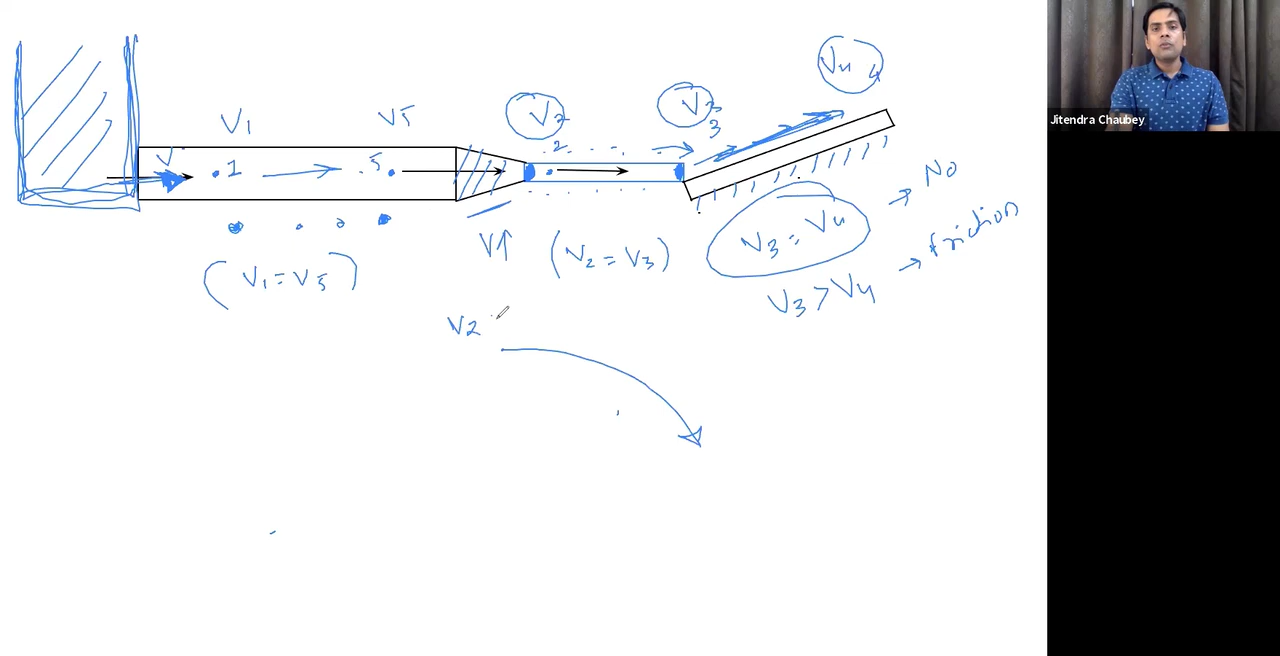 V4 4
V2
V3
3
V1
V5
Jitendra Chaubey
2
V
1
5
No
V3 = V4
friction
V↑
(V2 = V3)
(V1 = V5)
V3 > V4
V2